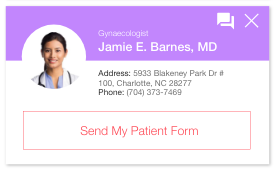 Gynaecologist
Jamie E. Barnes, MD
Address: 5933 Blakeney Park Dr #
100, Charlotte, NC 28277
Phone: (704) 373-7469
Send My Patient Form